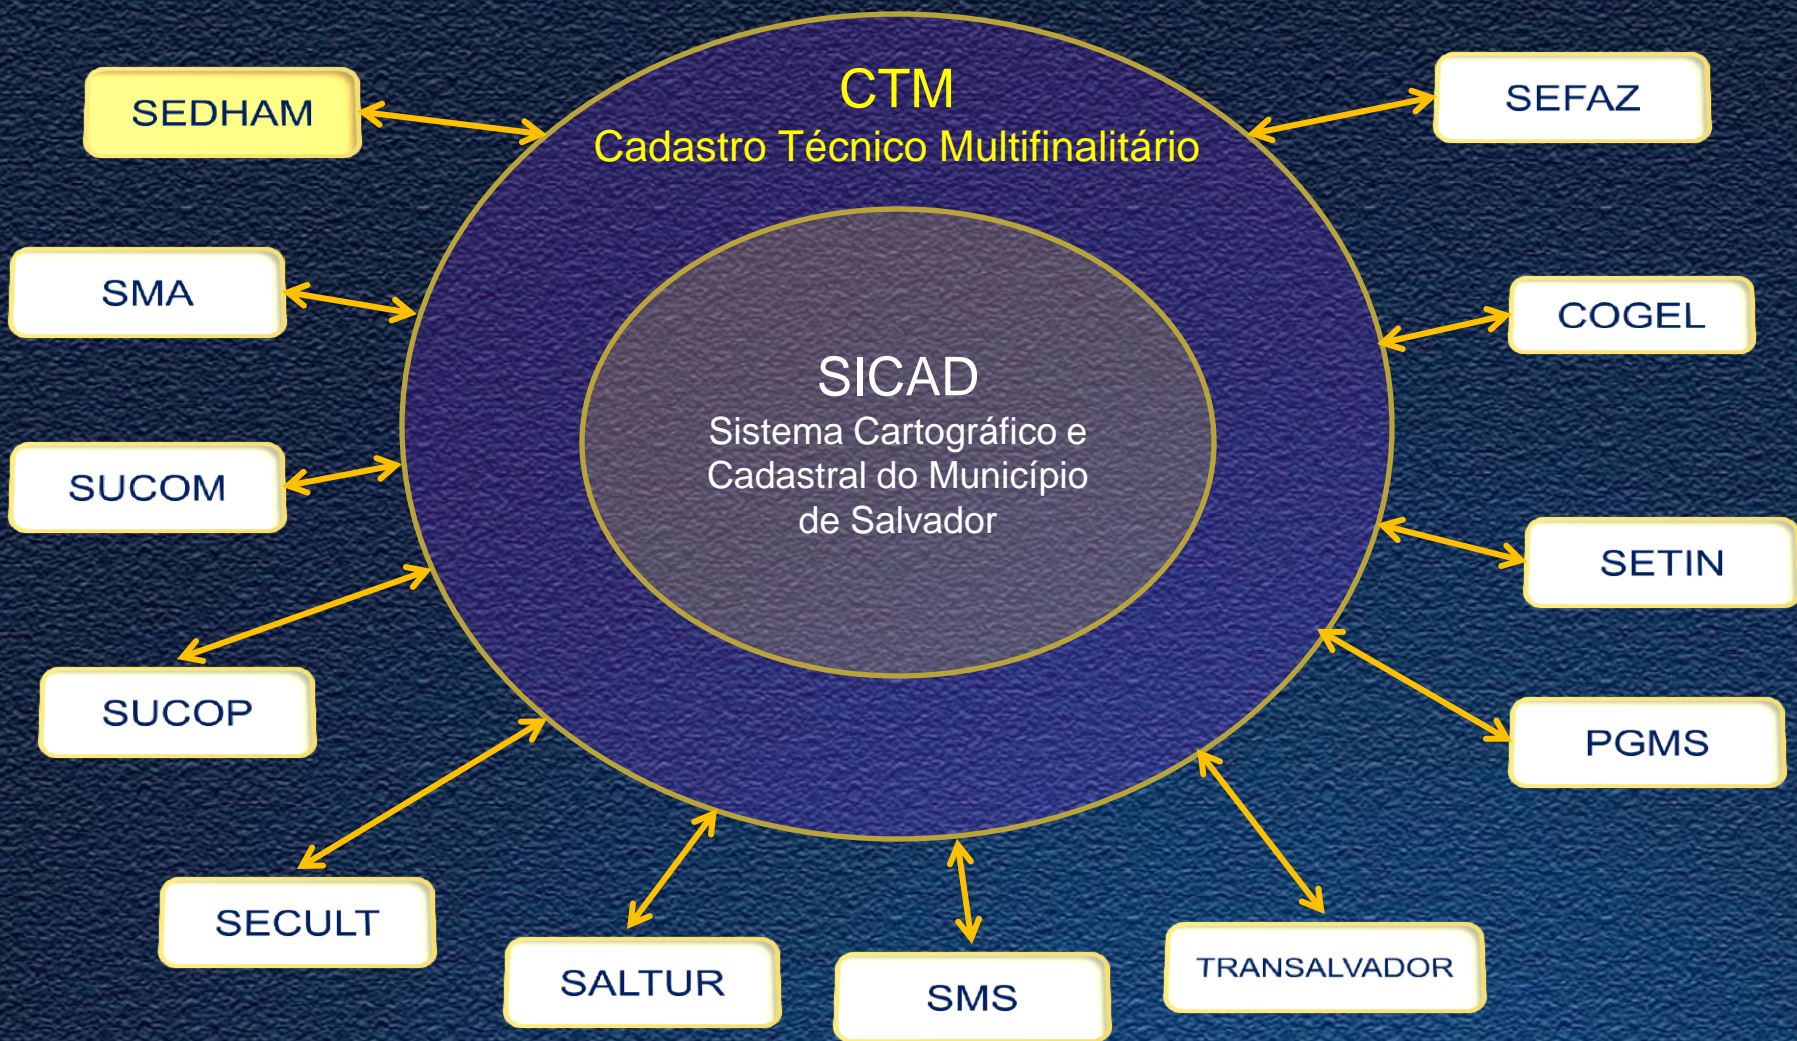 CTM
Cadastro Técnico Multifinalitário
SEDHAM
SEFAZ
SMA
COGEL
SICAD
Sistema Cartográfico e
Cadastral do Município
de Salvador
SUCOM
SETIN
SUCOP
PGMS
SECULT
SALTUR
SMS
TRANSALVADOR